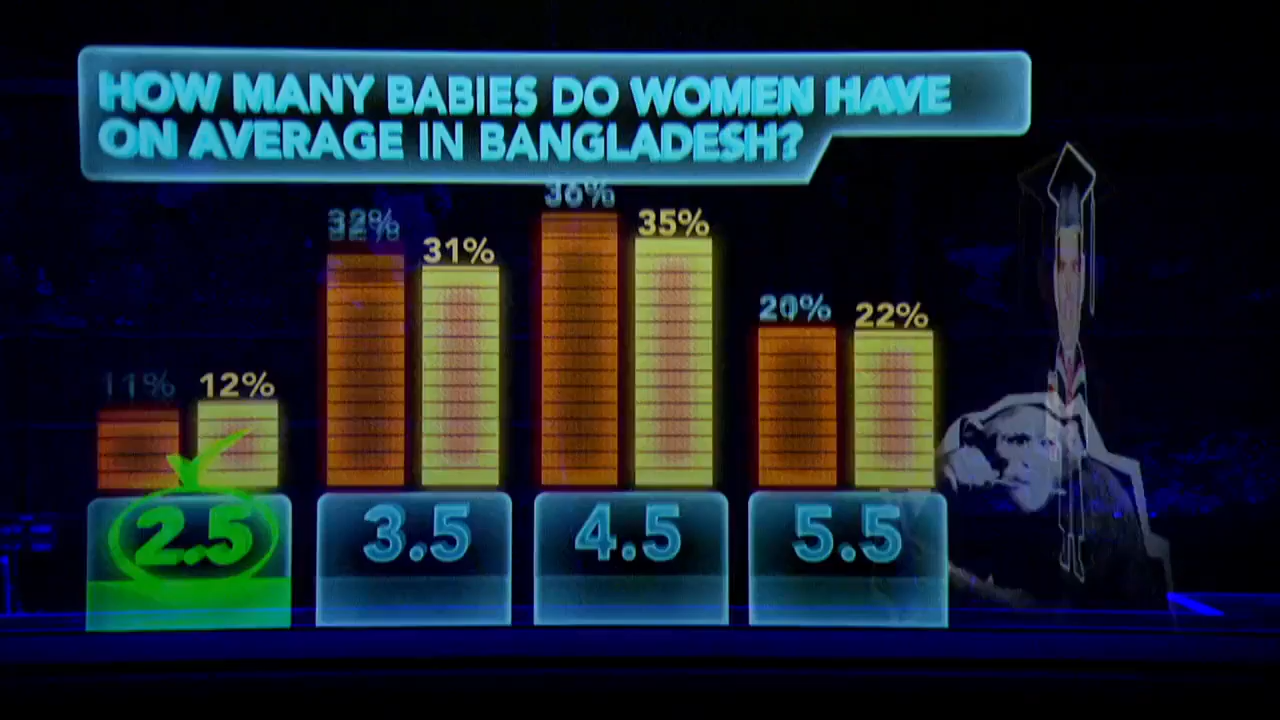 HOW MANY BABIES DO WOMEN HAVE
ON AVERAGE IN BANGLADESH?
11% 12% 32% 31% 36% 35% 20% 22%
2.5 3.5 4.5 5.5